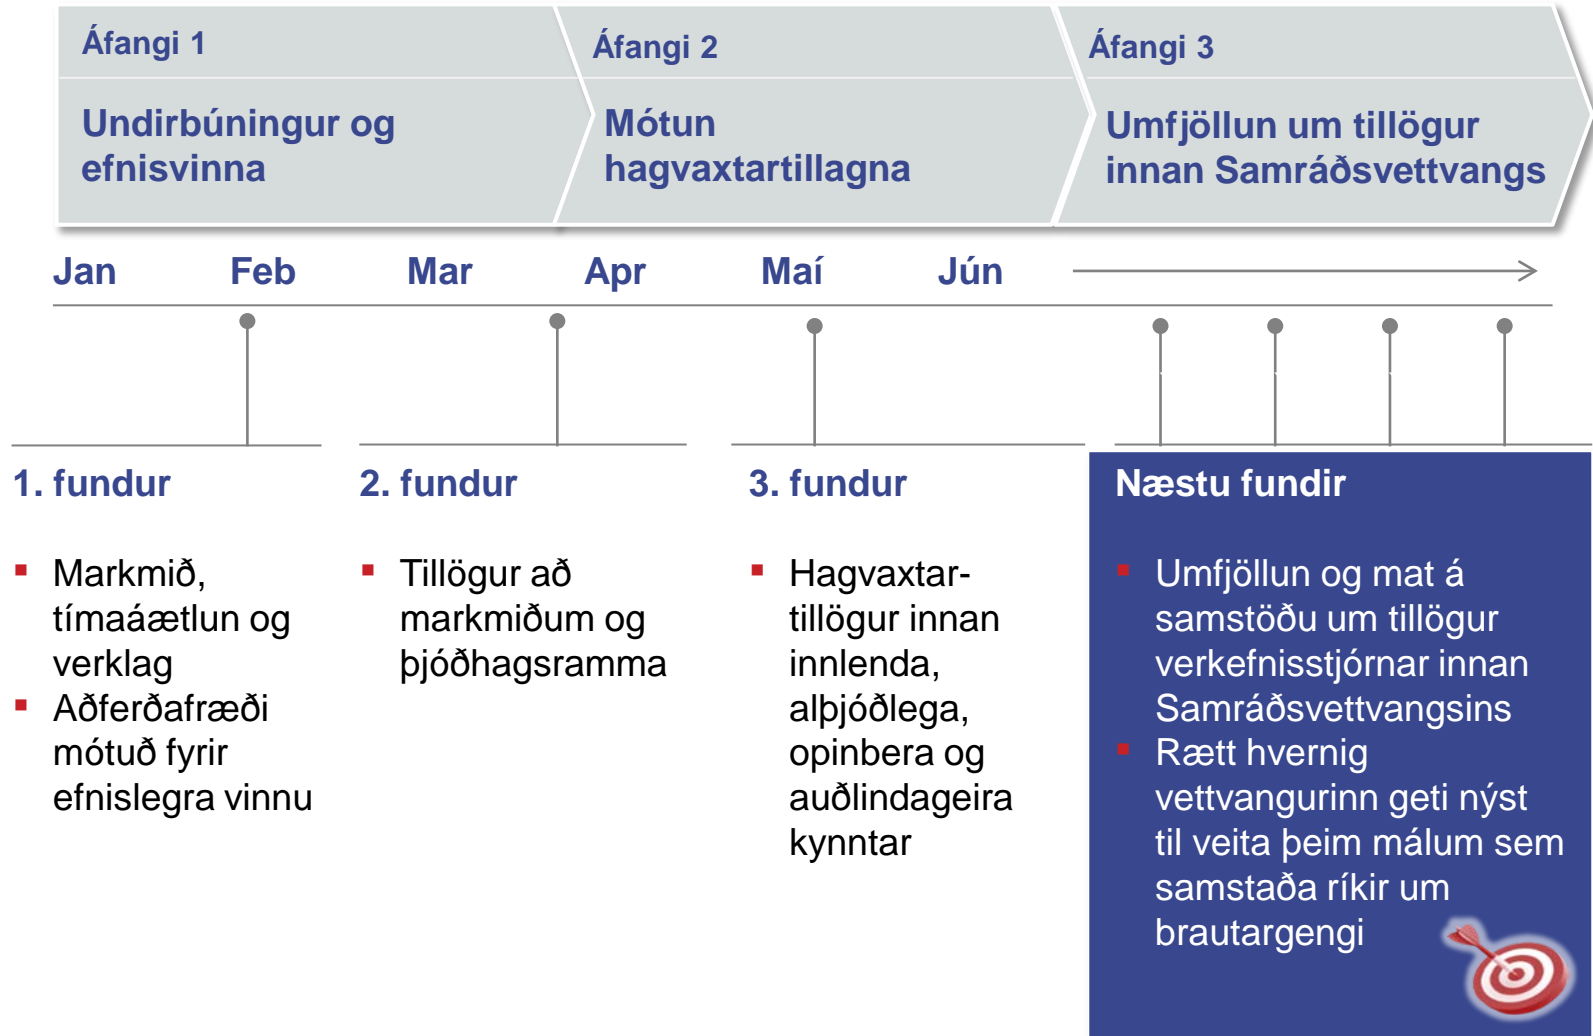 Áfangi 1
Undirbúningur og
efnisvinna
Áfangi 2
Mótun
hagvaxtartillagna
Áfangi 3
Umfjöllun um tillögur
innan Samráðsvettvangs
Jan Feb Mar Apr Maí Jún
1. fundur
▪ Markmið,
tímaáætlun og
verklag
▪ Aðferðafræði
mótuð fyrir
efnislegra vinnu
2. fundur
▪ Tillögur að
markmiðum og
þjóðhagsramma
3. fundur
▪ Hagvaxtar-
tillögur innan
innlenda,
alþjóðlega,
opinbera og
auðlindageira
kynntar
Næstu fundir
▪ Umfjöllun og mat á
samstöðu um tillögur
verkefnisstjórnar innan
Samráðsvettvangsins
▪ Rætt hvernig
vettvangurinn geti nýst
til veita þeim málum sem
samstaða ríkir um
brautargengi